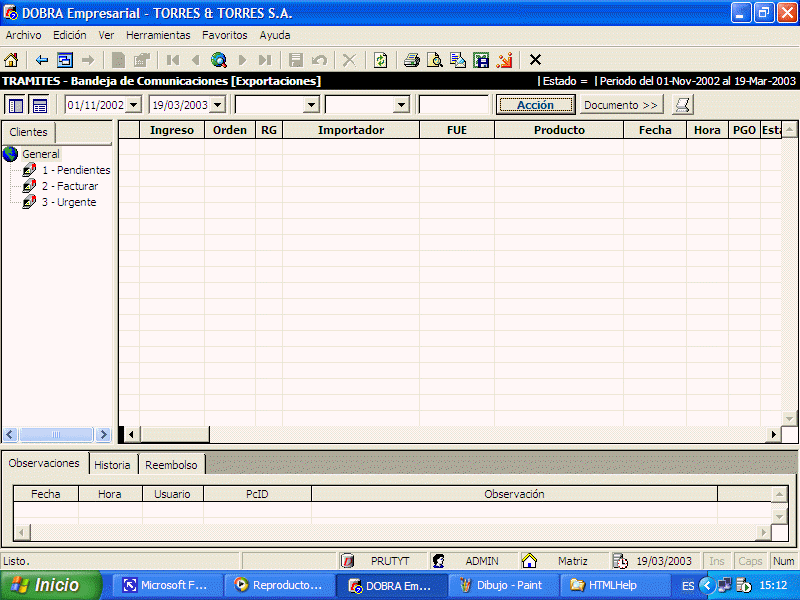 DOBRA Empresarial - TORRES & TORRES S.A.
Archivo Edición Ver Herramientas Favoritos Ayuda
TRAMITES - Bandeja de Comunicaciones [Exportaciones] | Estado = | Periodo del 01-Nov-2002 al 19-Mar-2003
01/11/2002 19/03/2003 Acción Documento >>
Clientes
Ingreso Orden RG Importador FUE Producto Fecha Hora PGO Esta
General
1 - Pendientes
2 - Facturar
3 - Urgente
Observaciones Historia Reembolso
Fecha Hora Usuario PcID Observación
Listo. PRUTYT ADMIN Matriz 19/03/2003 Ins Caps Num
Inicio Microsoft F... Reproducto... DOBRA Em... Dibujo - Paint HTMLHelp ES 15:12